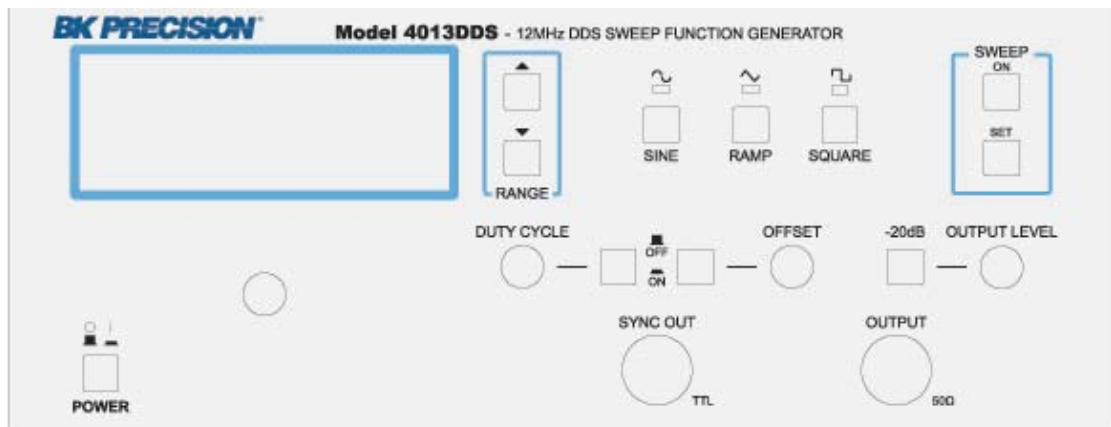 BK PRECISION
Model 4013DDS - 12MHz DDS SWEEP FUNCTION GENERATOR
RANGE
SINE
RAMP
SQUARE
SWEEP
ON
SET
DUTY CYCLE
OFF
ON
OFFSET
-20dB
OUTPUT LEVEL
SYNC OUT
TTL
OUTPUT
50Ω
POWER